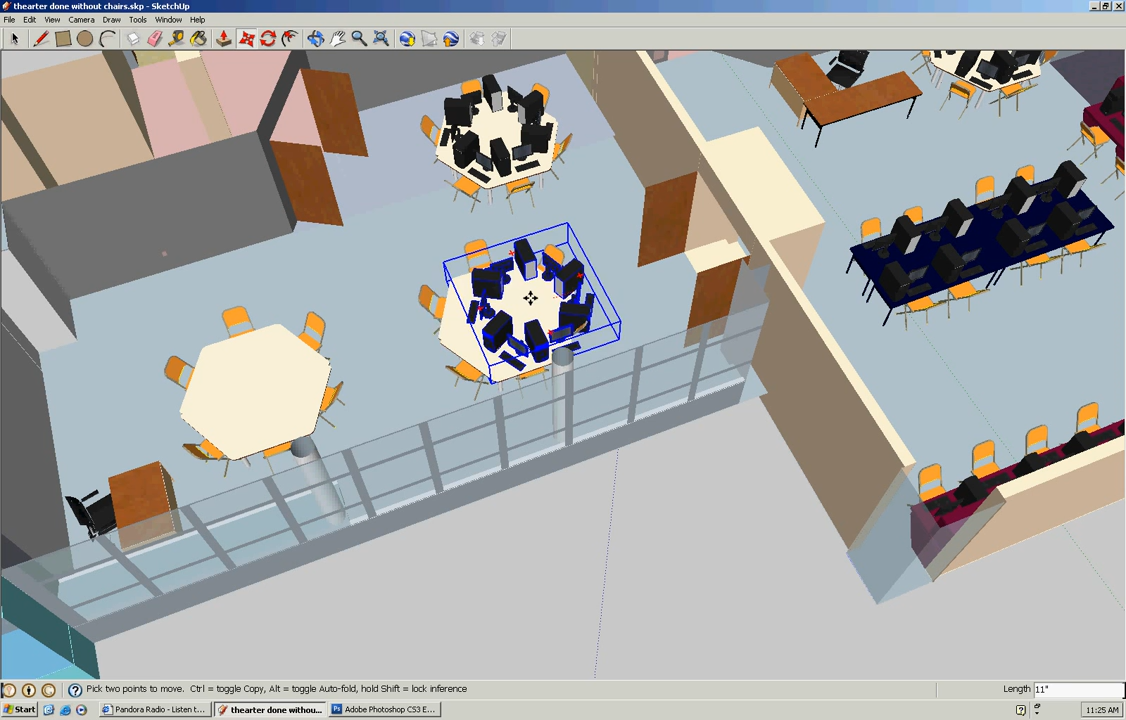 thearter done without chairs.skp - SketchUp
File Edit View Camera Draw Tools Window Help
Pick two points to move. Ctrl = toggle Copy, Alt = toggle Auto-fold, hold Shift = lock inference
Length 11"
Start
Pandora Radio - Listen t...
thearter done withou...
Adobe Photoshop CS3 E...
11:25 AM